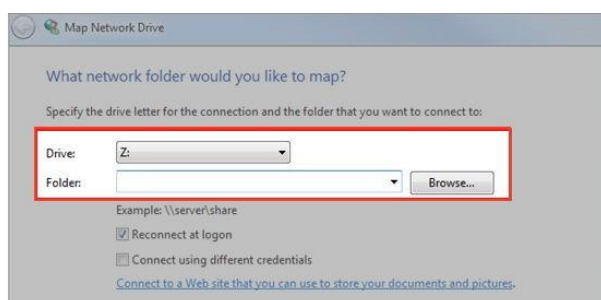 Map Network Drive
What network folder would you like to map?
Specify the drive letter for the connection and the folder that you want to connect to:
Drive: Z:
Folder: Browse...
Example: \\server\share
Reconnect at logon
Connect using different credentials
Connect to a Web site that you can use to store your documents and pictures.